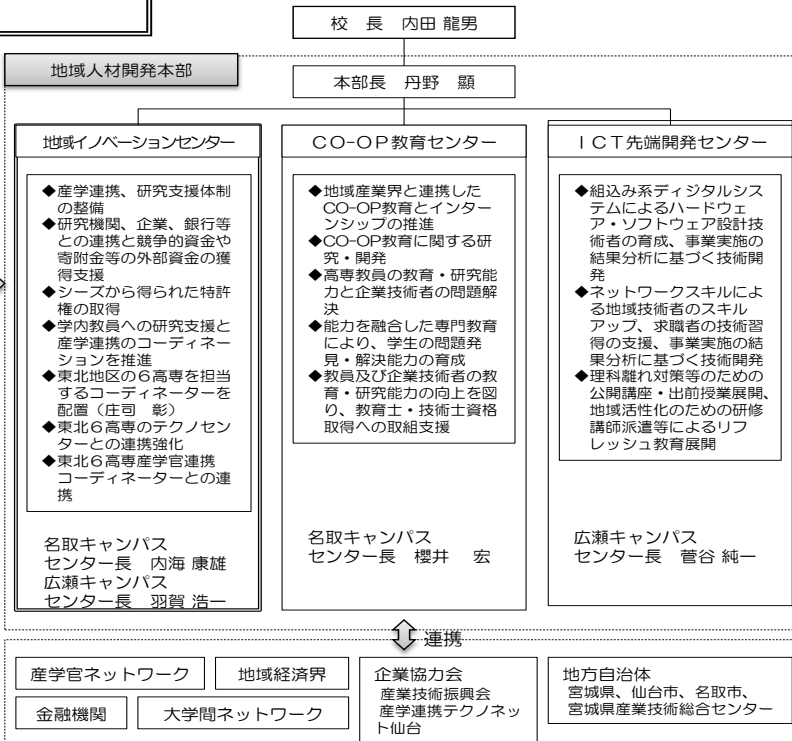 校 長 内田 龍男
地域人材開発本部
本部長 丹野 顯
地域イノベーションセンター
◆産学連携、研究支援体制
の整備
◆研究機関、企業、銀行等
との連携と競争的資金や
寄附金等の外部資金の獲
得支援
◆シーズから得られた特許
権の取得
◆学内教員への研究支援と
産学連携のコーディネー
ションを推進
◆東北地区の６高専を担当
するコーディネーターを
配置（庄司 彰）
◆東北６高専のテクノセン
ターとの連携強化
◆東北６高専産学官連携
コーディネーターとの連
携
名取キャンパス
センター長 内海 康雄
広瀬キャンパス
センター長 羽賀 浩一
CO-OP教育センター
◆地域産業界と連携した
CO-OP教育とインター
ンシップの推進
◆CO-OP教育に関する研
究・開発
◆高専教員の教育・研究能
力と企業技術者の問題解
決
◆能力を融合した専門教育
により、学生の問題発
見・解決能力の育成
◆教員及び企業技術者の教
育・研究能力の向上を図
り、教育士・技術士資格
取得への取組支援
名取キャンパス
センター長 櫻井 宏
ＩＣＴ先端開発センター
◆組込み系ディジタルシス
テムによるハードウェ
ア・ソフトウェア設計技
術者の育成、事業実施の
結果分析に基づく技術開
発
◆ネットワークスキルによ
る地域技術者のスキル
アップ、求職者の技術習
得の支援、事業実施の結
果分析に基づく技術開発
◆理科離れ対策等のための
公開講座・出前授業展開、
地域活性化のための研修
講師派遣等によるリフ
レッシュ教育展開
広瀬キャンパス
センター長 菅谷 純一
連携
産学官ネットワーク
地域経済界
金融機関
大学間ネットワーク
企業協力会
産業技術振興会
産学連携テクノネッ
ト仙台
地方自治体
宮城県、仙台市、名取市、
宮城県産業技術総合センター